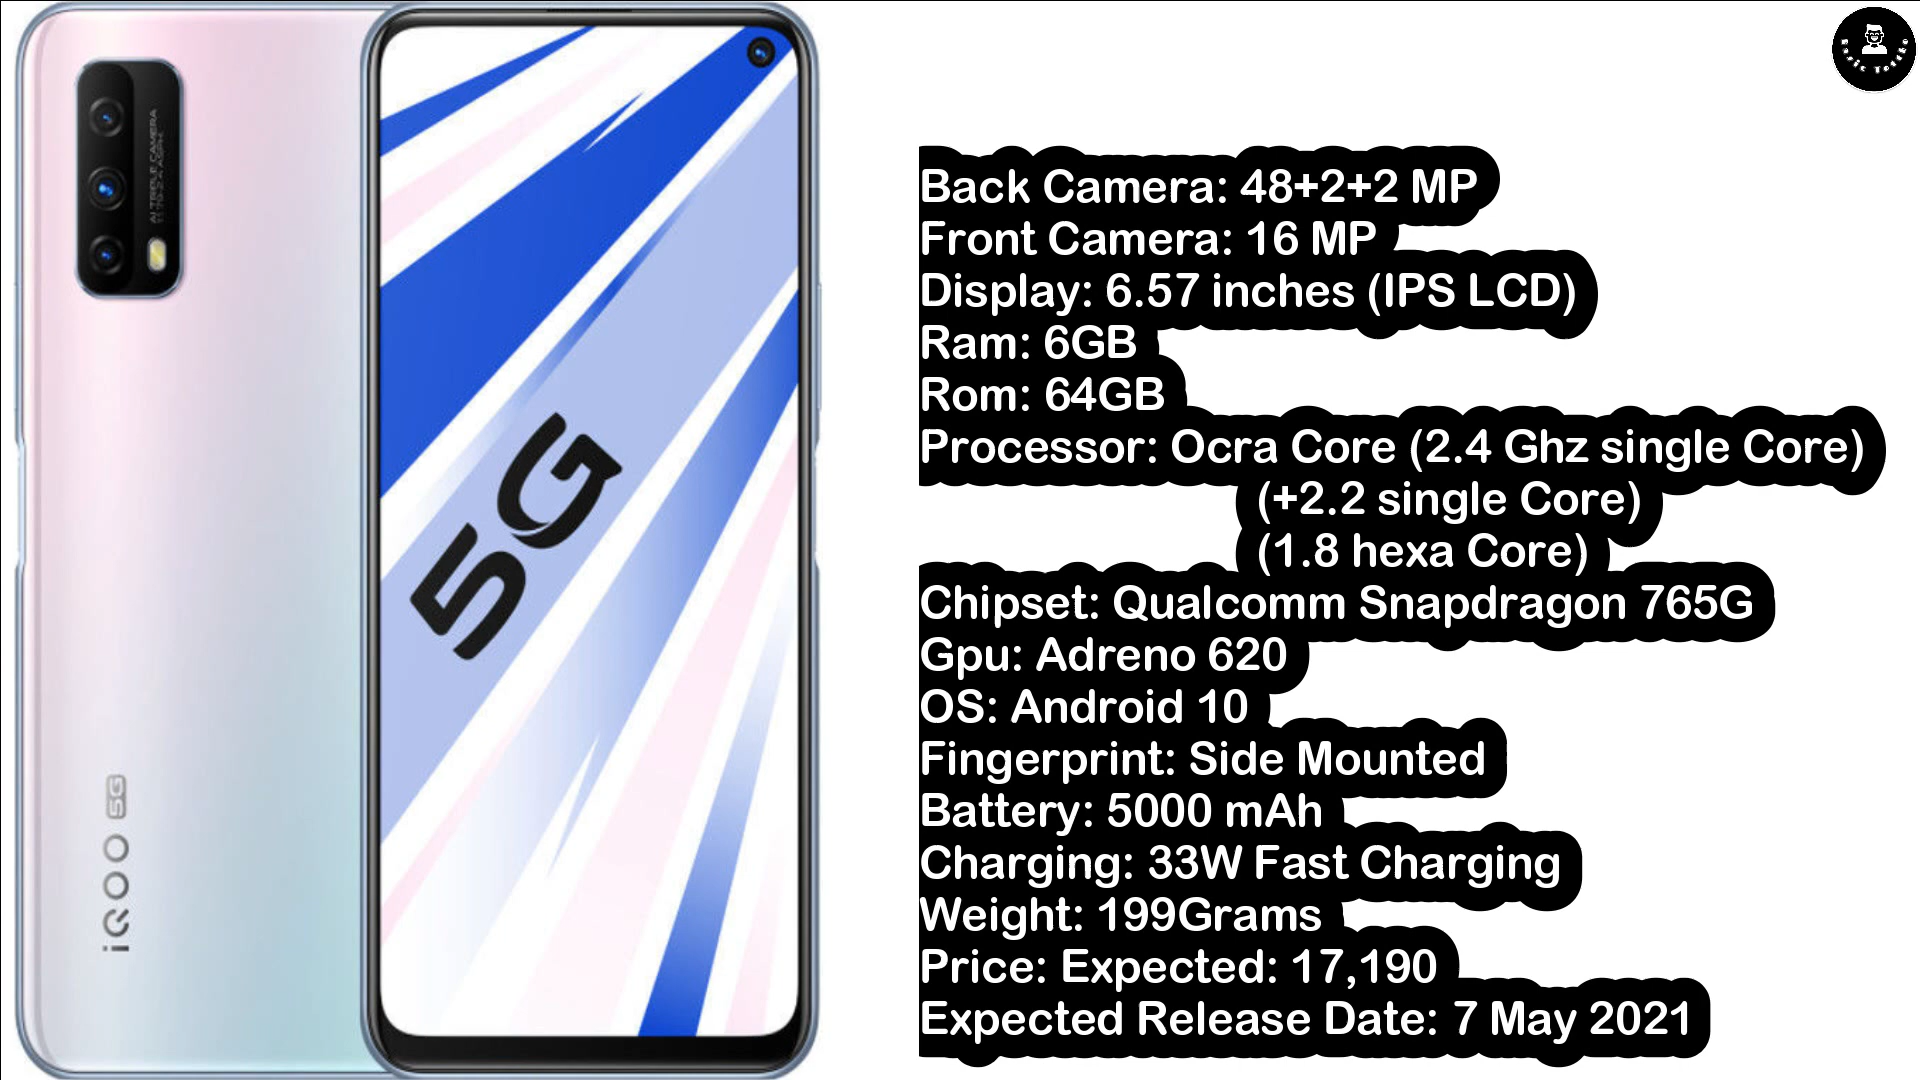 AI TRIPLE CAMERA
iQOO 5G
5G
Back Camera: 48+2+2 MP
Front Camera: 16 MP
Display: 6.57 inches (IPS LCD)
Ram: 6GB
Rom: 64GB
Processor: Ocra Core (2.4 Ghz single Core)
(+2.2 single Core)
(1.8 hexa Core)
Chipset: Qualcomm Snapdragon 765G
Gpu: Adreno 620
OS: Android 10
Fingerprint: Side Mounted
Battery: 5000 mAh
Charging: 33W Fast Charging
Weight: 199Grams
Price: Expected: 17,190
Expected Release Date: 7 May 2021